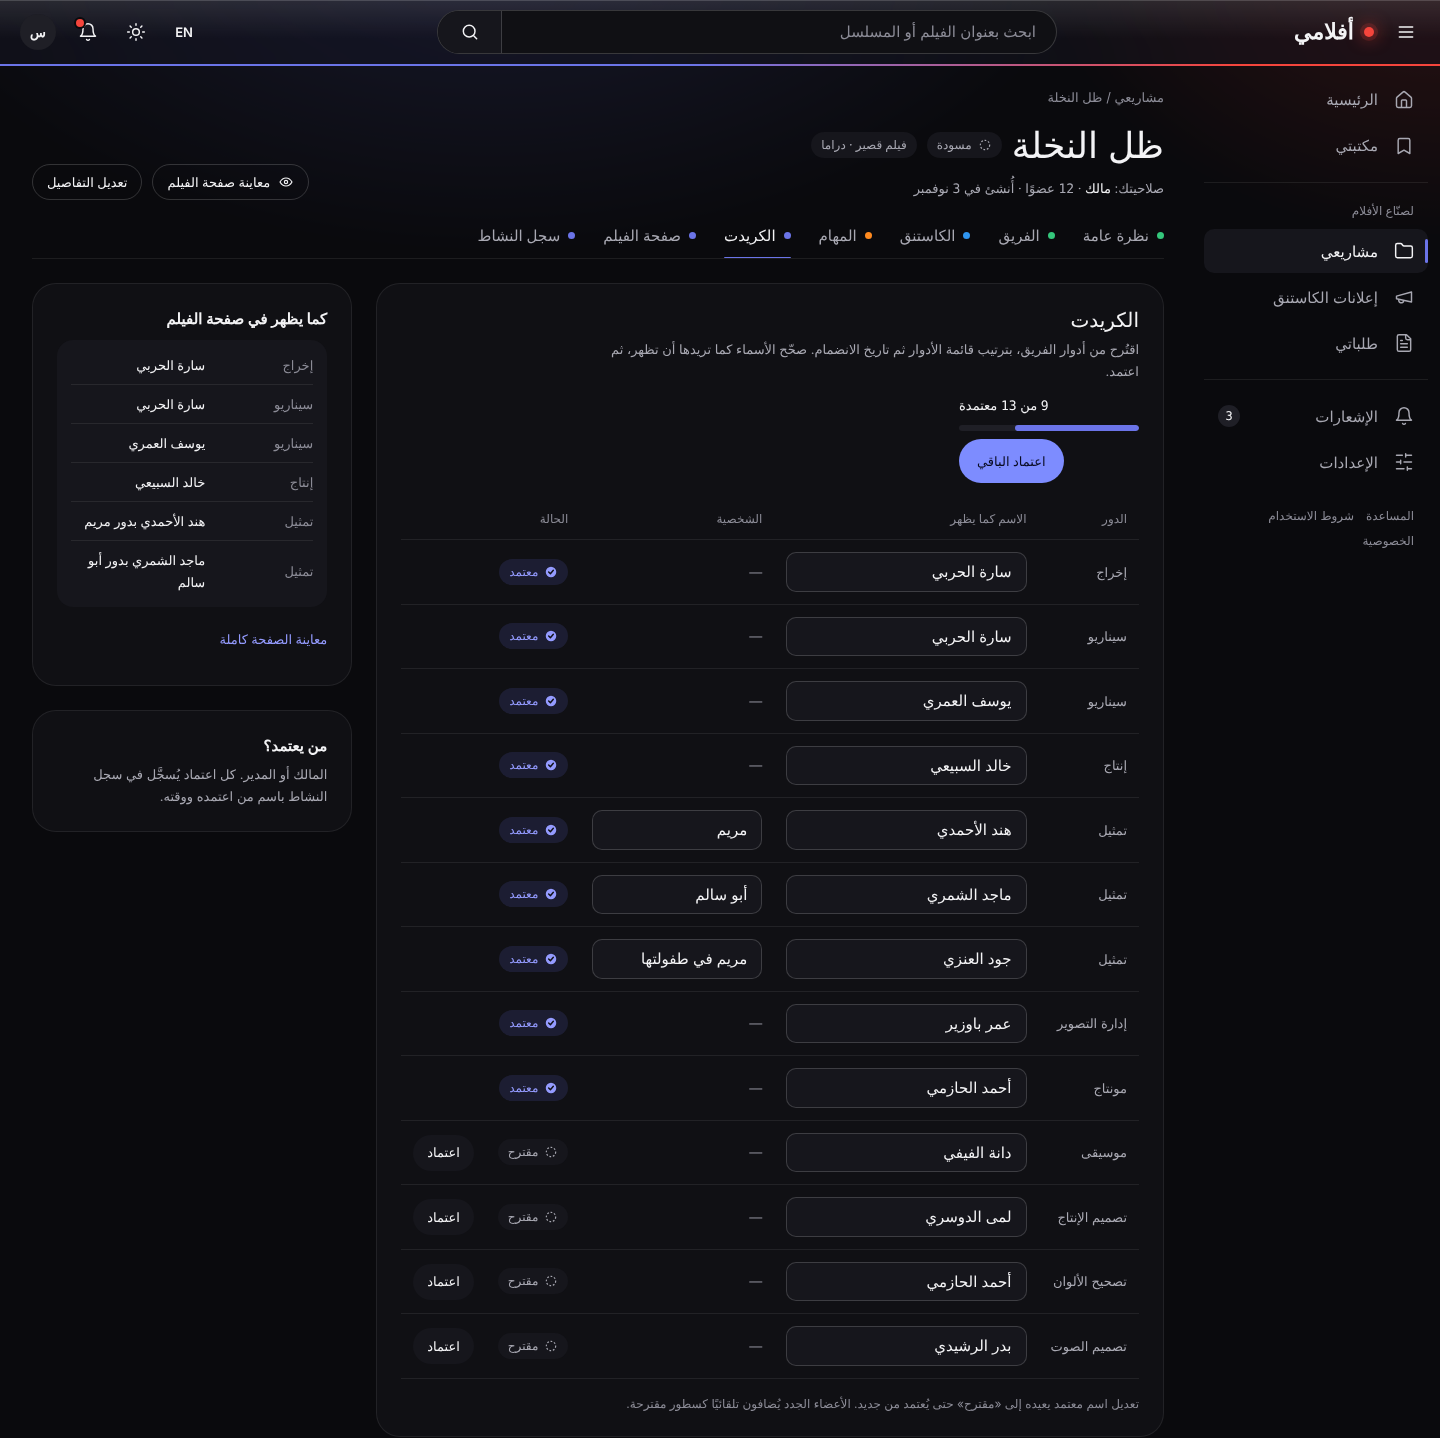 أفلامي
ابحث بعنوان الفيلم أو المسلسل
EN
س
الرئيسية
مكتبتي
لصنّاع الأفلام
مشاريعي
إعلانات الكاستنق
طلباتي
الإشعارات
3
الإعدادات
المساعدة
شروط الاستخدام
الخصوصية
مشاريعي / ظل النخلة
ظل النخلة
مسودة
فيلم قصير · دراما
صلاحيتك: مالك · 12 عضوًا · أُنشئ في 3 نوفمبر
معاينة صفحة الفيلم
تعديل التفاصيل
نظرة عامة
الفريق
الكاستنق
المهام
الكريدت
صفحة الفيلم
سجل النشاط
الكريدت
اقتُرح من أدوار الفريق، بترتيب قائمة الأدوار ثم تاريخ الانضمام. صحّح الأسماء كما تريدها أن تظهر، ثم
اعتمد.
9 من 13 معتمدة
اعتماد الباقي
الدور الاسم كما يظهر الشخصية الحالة
إخراج سارة الحربي — معتمد
سيناريو سارة الحربي — معتمد
سيناريو يوسف العمري — معتمد
إنتاج خالد السبيعي — معتمد
تمثيل هند الأحمدي مريم معتمد
تمثيل ماجد الشمري أبو سالم معتمد
تمثيل جود العنزي مريم في طفولتها معتمد
إدارة التصوير عمر باوزير — معتمد
مونتاج أحمد الحازمي — معتمد
موسيقى دانة الفيفي — مقترح اعتماد
تصميم الإنتاج لمى الدوسري — مقترح اعتماد
تصحيح الألوان أحمد الحازمي — مقترح اعتماد
تصميم الصوت بدر الرشيدي — مقترح اعتماد
تعديل اسم معتمد يعيده إلى «مقترح» حتى يُعتمد من جديد. الأعضاء الجدد يُضافون تلقائيًا كسطور مقترحة.
كما يظهر في صفحة الفيلم
إخراج سارة الحربي
سيناريو سارة الحربي
سيناريو يوسف العمري
إنتاج خالد السبيعي
تمثيل هند الأحمدي بدور مريم
تمثيل ماجد الشمري بدور أبو
سالم
معاينة الصفحة كاملة
من يعتمد؟
المالك أو المدير. كل اعتماد يُسجَّل في سجل
النشاط باسم من اعتمده ووقته.